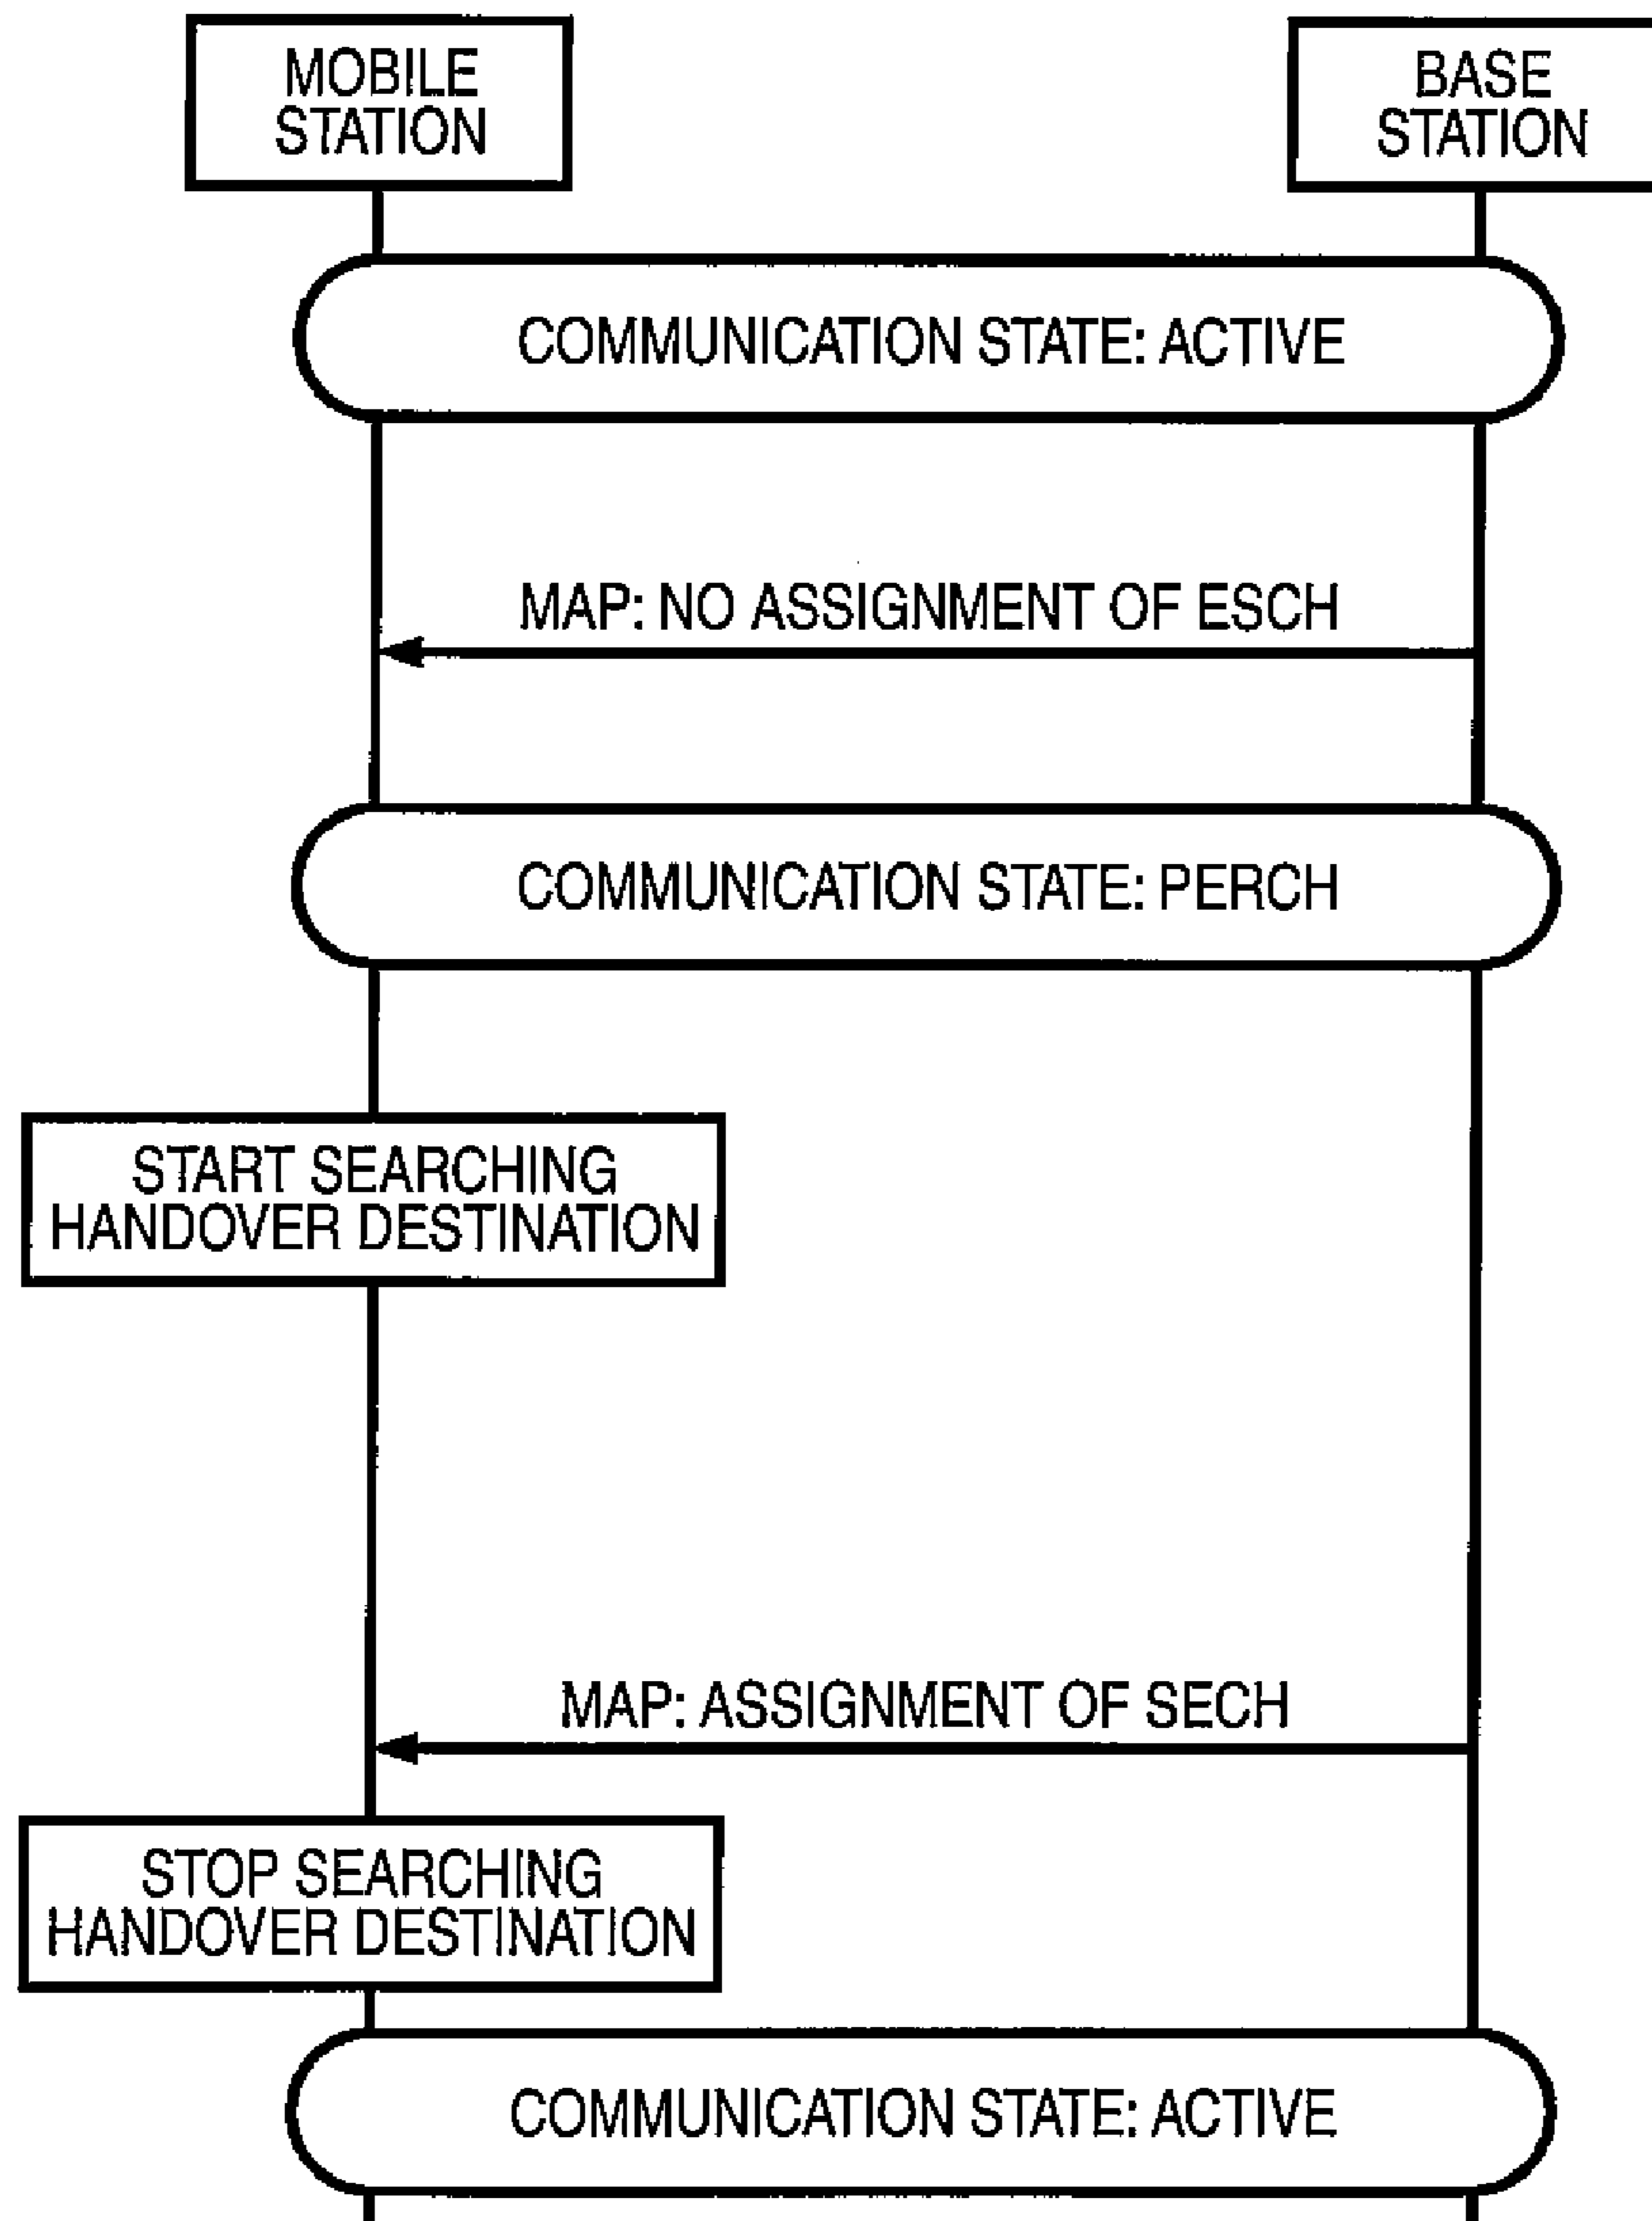 MOBILE
STATION
BASE
STATION
COMMUNICATION STATE: ACTIVE
MAP: NO ASSIGNMENT OF ESCH
COMMUNICATION STATE: PERCH
START SEARCHING
HANDOVER DESTINATION
MAP: ASSIGNMENT OF SECH
STOP SEARCHING
HANDOVER DESTINATION
COMMUNICATION STATE: ACTIVE